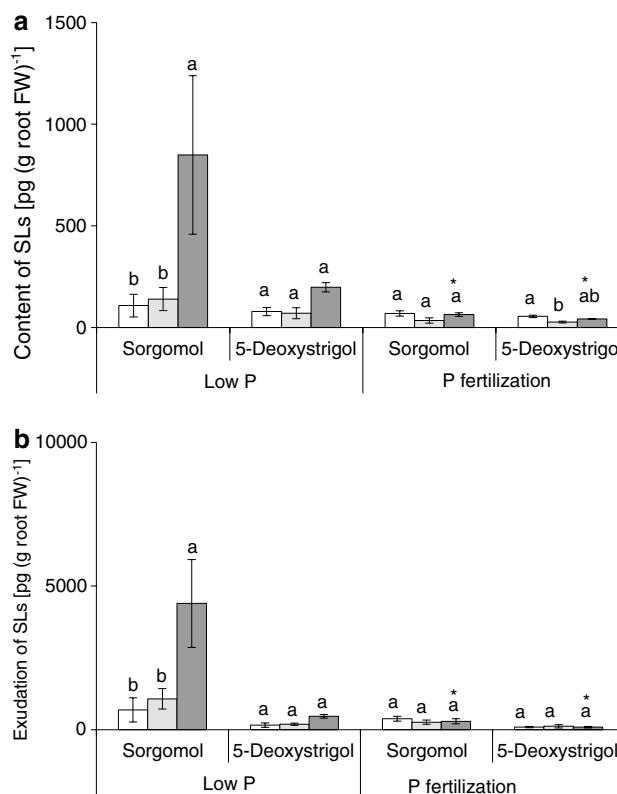 a
Content of SLs [pg (g root FW)-1]
1500
1000
500
0
a
b b
a a a
a a * a
a b * ab
Sorgomol 5-Deoxystrigol Sorgomol 5-Deoxystrigol
Low P P fertilization
b
Exudation of SLs [pg (g root FW)-1]
10000
5000
0
a
b b
a a a
a a * a
a a * a
Sorgomol 5-Deoxystrigol Sorgomol 5-Deoxystrigol
Low P P fertilization